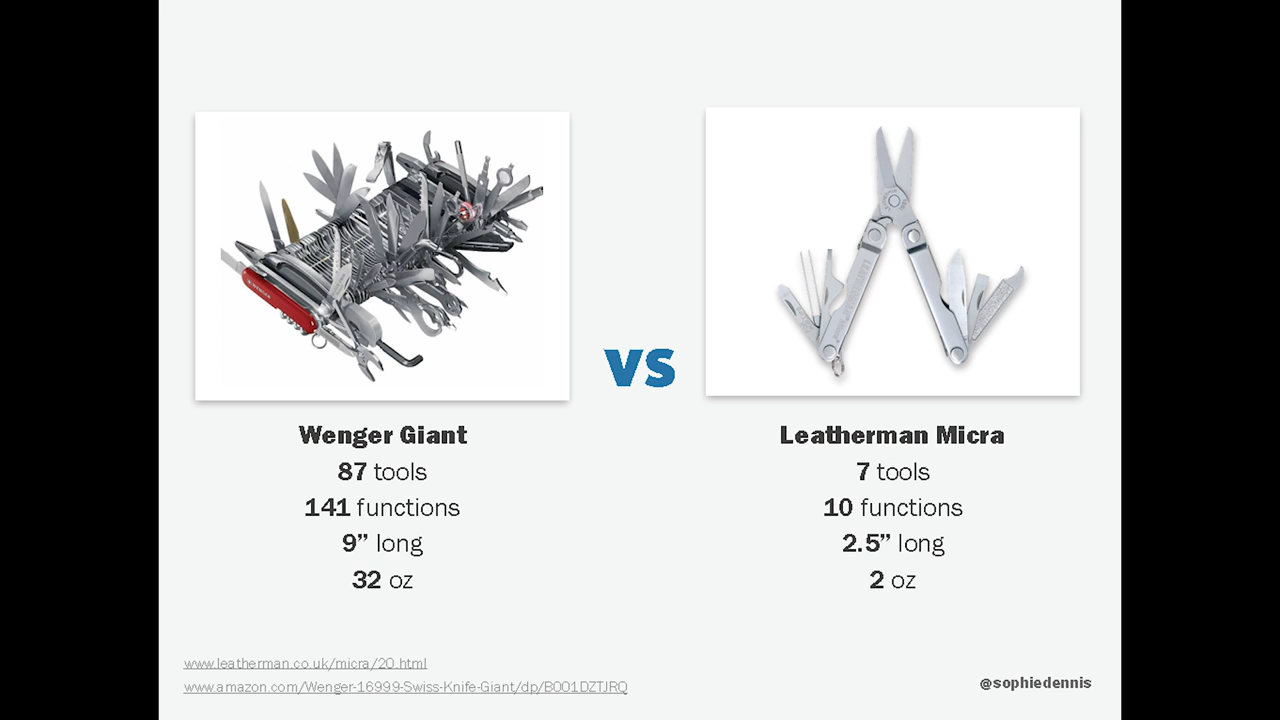 VS
Wenger Giant
87 tools
141 functions
9” long
32 oz
Leatherman Micra
7 tools
10 functions
2.5” long
2 oz
www.leatherman.co.uk/micra/20.html
www.amazon.com/Wenger-16999-Swiss-Knife-Giant/dp/B001DZTJRQ
@sophiedennis